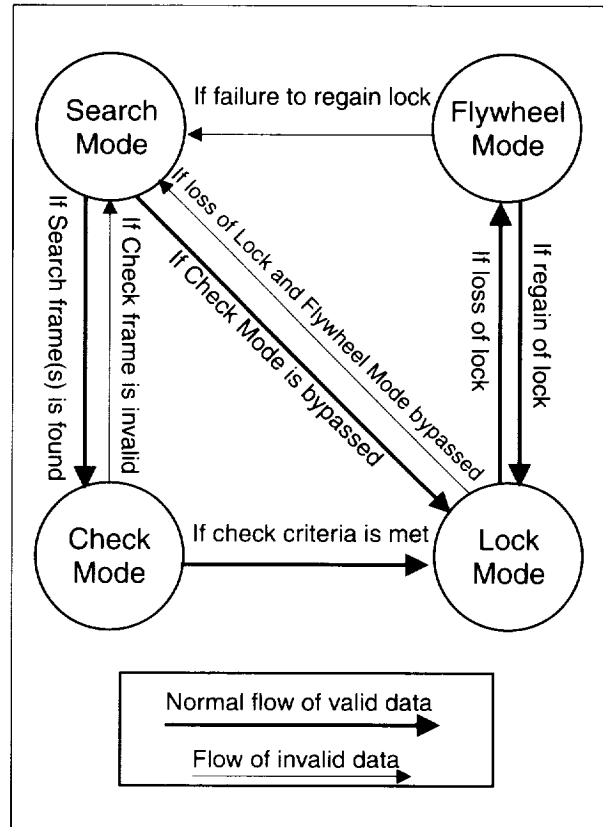 Search
Mode
If failure to regain lock
Flywheel
Mode
If Search frame(s) is found
If Check frame is invalid
If loss of Lock and Flywheel Mode bypassed
If Check Mode is bypassed
If loss
of lock
If regain
of lock
Check
Mode
If check criteria is met
Lock
Mode
Normal flow of valid data
Flow of invalid data